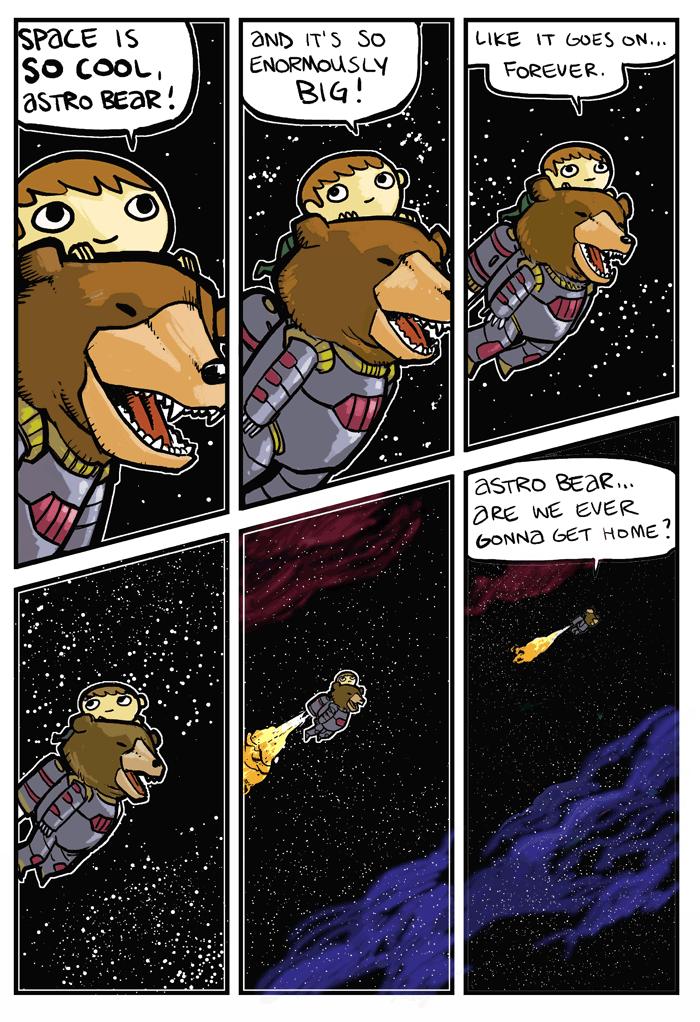 SPACE IS
SO COOL,
ASTRO BEAR!
AND IT'S SO
ENORMOUSLY
BIG!
LIKE IT GOES ON...
FOREVER.
ASTRO BEAR...
ARE WE EVER
GONNA GET HOME?